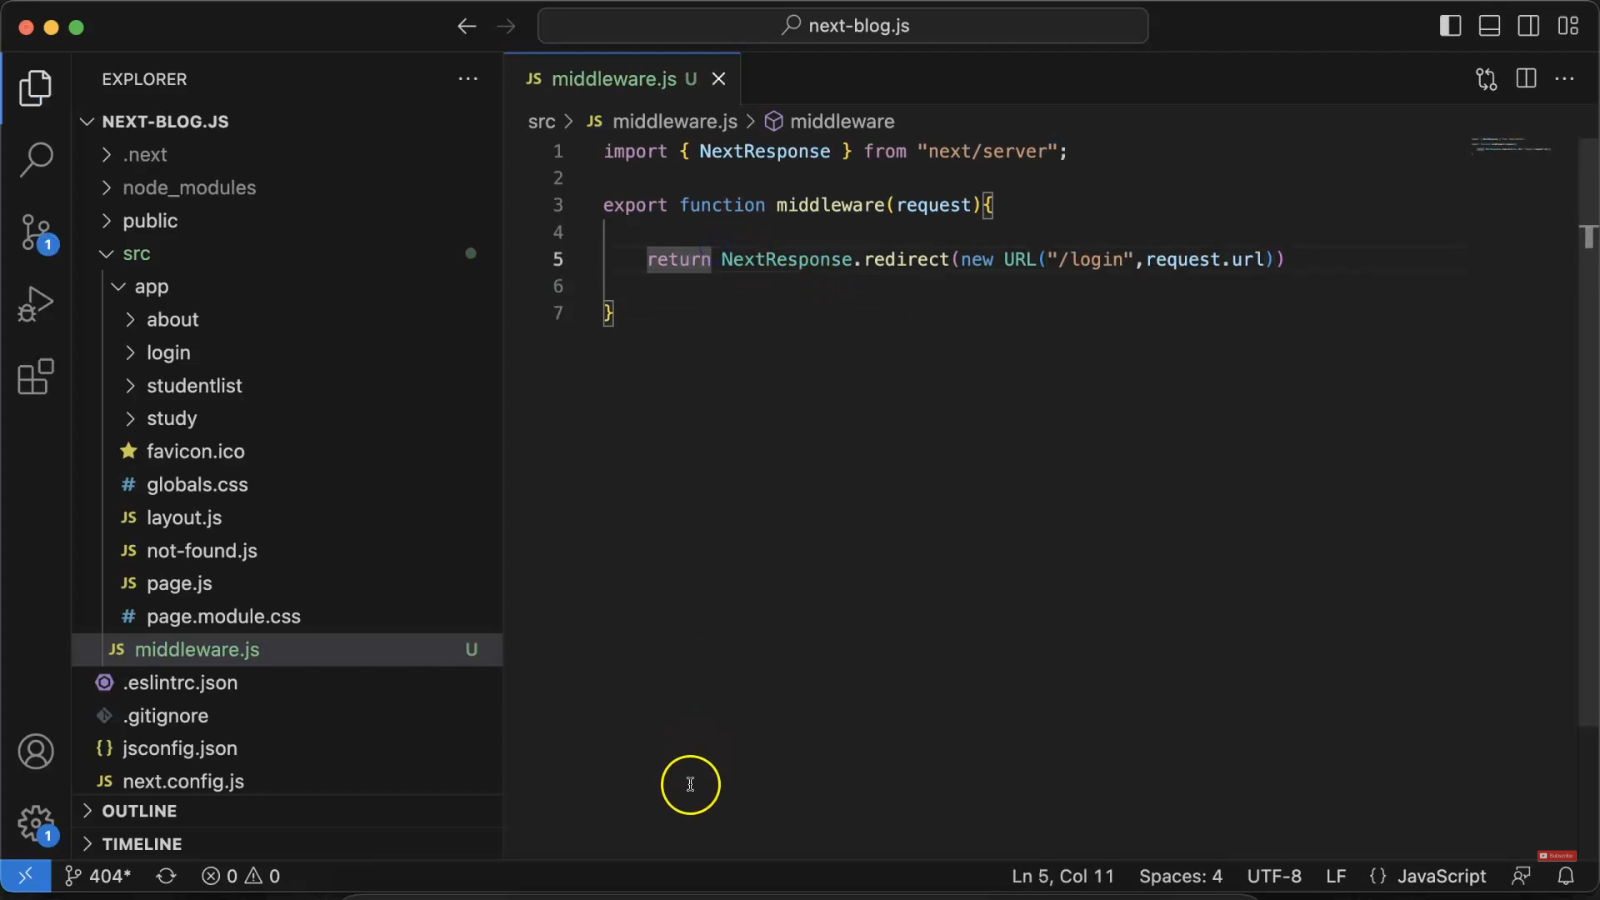 next-blog.js
EXPLORER
NEXT-BLOG.JS
.next
node_modules
public
src
app
about
login
studentlist
study
favicon.ico
# globals.css
JS layout.js
JS not-found.js
JS page.js
# page.module.css
JS middleware.js U
.eslintrc.json
.gitignore
{} jsconfig.json
JS next.config.js
OUTLINE
TIMELINE
1
1
JS middleware.js U
src > JS middleware.js > middleware
1 import { NextResponse } from "next/server";
2
3 export function middleware(request){
4
5 return NextResponse.redirect(new URL("/login",request.url))
6
7 }
Subscribe
404* 0 0 Ln 5, Col 11 Spaces: 4 UTF-8 LF {} JavaScript